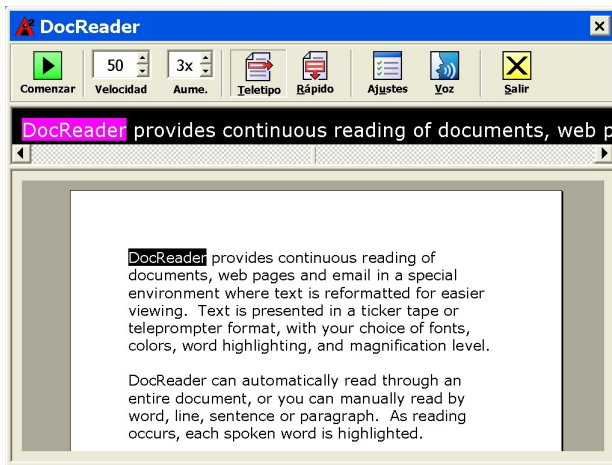 DocReader
50
3x
Comenzar Velocidad Aume. Teletipo Rápido Ajustes Voz Salir
DocReader provides continuous reading of documents, web p
DocReader provides continuous reading of
documents, web pages and email in a special
environment where text is reformatted for easier
viewing. Text is presented in a ticker tape or
teleprompter format, with your choice of fonts,
colors, word highlighting, and magnification level.
DocReader can automatically read through an
entire document, or you can manually read by
word, line, sentence or paragraph. As reading
occurs, each spoken word is highlighted.